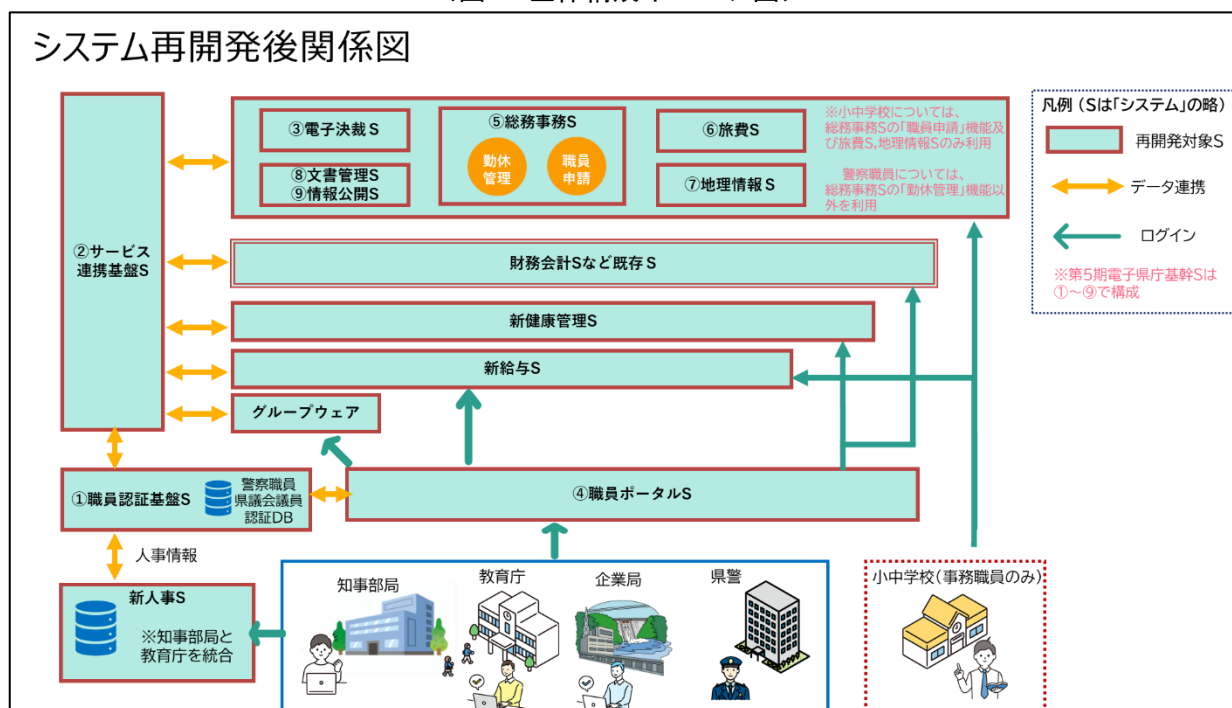 システム再開発後関係図
③電子決裁S
⑧文書管理S
⑨情報公開S
⑤総務事務S
勤休
管理
職員
申請
⑥旅費S
⑦地理情報S
※小中学校については、
総務事務Sの「職員申請」機能及
び旅費S,地理情報Sのみ利用
警察職員については、
総務事務Sの「勤休管理」機能以
外を利用
凡例 (Sは「システム」の略)
再開発対象S
データ連携
ログイン
※第5期電子県庁基幹Sは
①～⑨で構成
②サービス
連携基盤S
財務会計Sなど既存S
新健康管理S
新給与S
グループウェア
①職員認証基盤S
警察職員
県議会議員
認証DB
④職員ポータルS
人事情報
新人事S
※知事部局と
教育庁を統合
知事部局
教育庁
企業局
県警
小中学校(事務職員のみ)